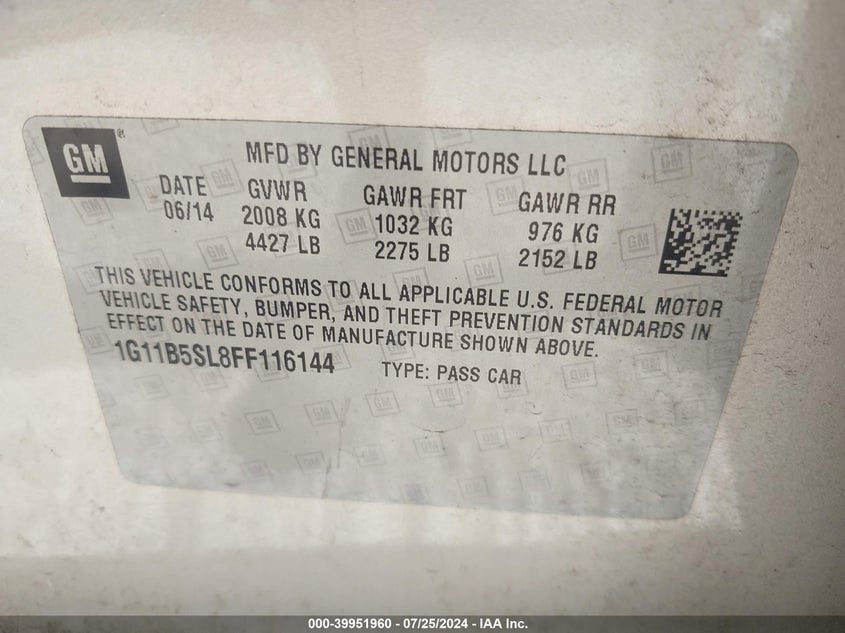 GM
MFD BY GENERAL MOTORS LLC
DATE GVWR GAWR FRT GAWR RR
06/14 2008 KG 1032 KG 976 KG
4427 LB 2275 LB 2152 LB
THIS VEHICLE CONFORMS TO ALL APPLICABLE U.S. FEDERAL MOTOR
VEHICLE SAFETY, BUMPER, AND THEFT PREVENTION STANDARDS IN
EFFECT ON THE DATE OF MANUFACTURE SHOWN ABOVE.
1G11B5SL8FF116144 TYPE: PASS CAR
000-39951960 - 07/25/2024 - IAA Inc.